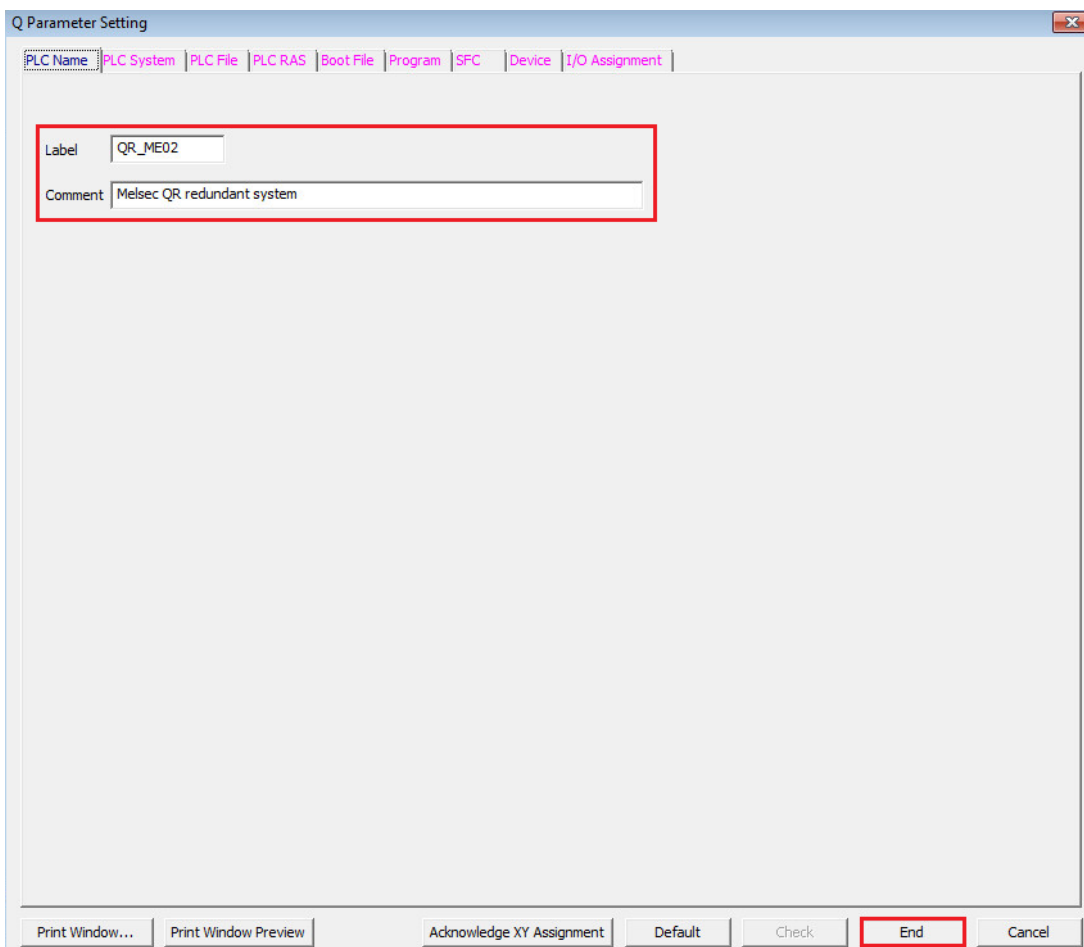 Q Parameter Setting
PLC Name PLC System PLC File PLC RAS Boot File Program SFC Device I/O Assignment
Label QR_ME02
Comment Melsec QR redundant system
Print Window... Print Window Preview Acknowledge XY Assignment Default Check End Cancel